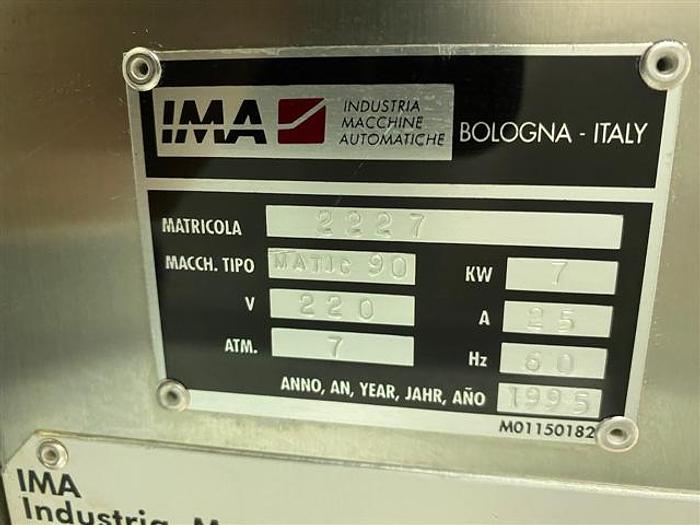 IMA INDUSTRIA MACCHINE AUTOMATICHE BOLOGNA - ITALY
MATRICOLA 2227
MACCH. TIPO MATIC 90 KW 7
V 220 A 25
ATM. 7 Hz 60
ANNO, AN, YEAR, JAHR, AÑO 1995
M01150182
IMA
Industria